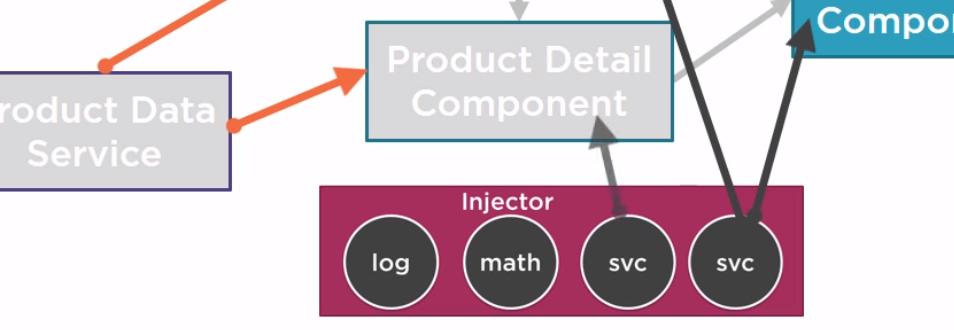 Compo
Product Detail
Component
roduct Data
Service
Injector
log
math
svc
svc